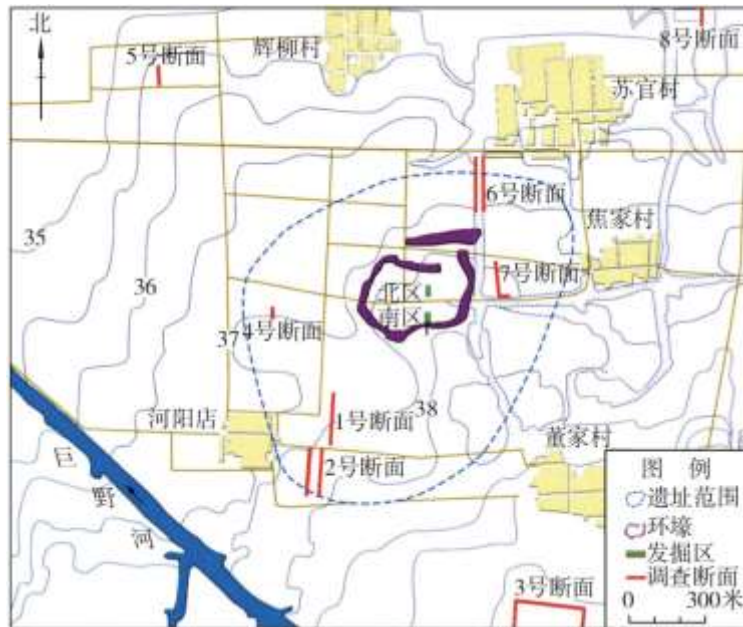 北
5号断面
辉柳村
8号断面
苏官村
6号断面
焦家村
35
36
7号断面
北区
南区
37
4号断面
38
1号断面
河阳店
2号断面
董家村
巨野河
3号断面
图 例
遗址范围
环壕
发掘区
调查断面
0 300米